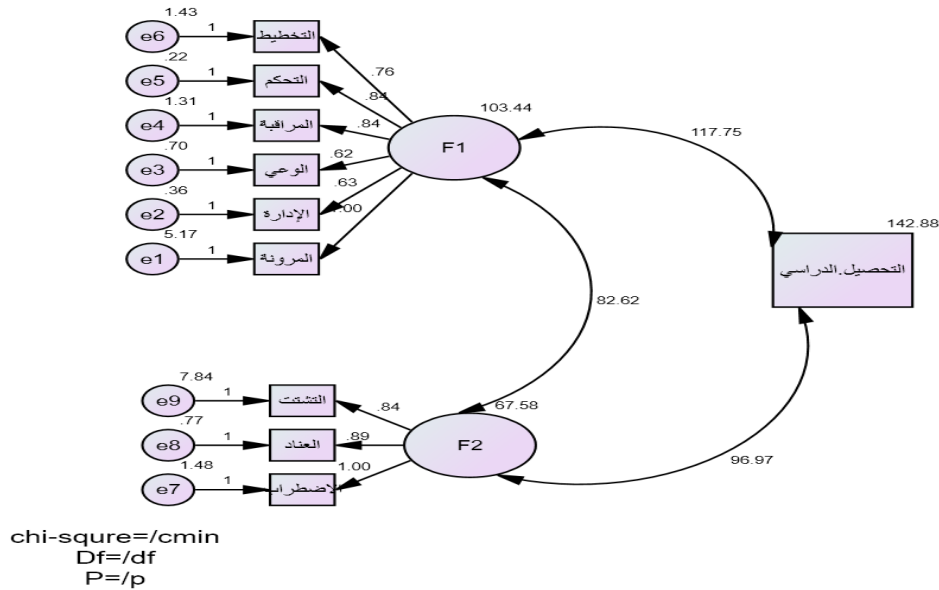 1.43
e6 1 التخطيط
.76
.22
e5 1 التحكم
.84
1.31
e4 1 المراقبة
.84
.70
e3 1 الوعي
.62
.36
e2 1 الإدارة
.63
5.17
e1 1 المرونة
1.00
103.44
F1
117.75
142.88
التحصيل.الدراسي
82.62
7.84
e9 1 التشتت
.84
.77
e8 1 العناد
.89
1.48
e7 1 الاضطراب
1.00
67.58
F2
96.97
chi-squre=/cmin
Df=/df
P=/p